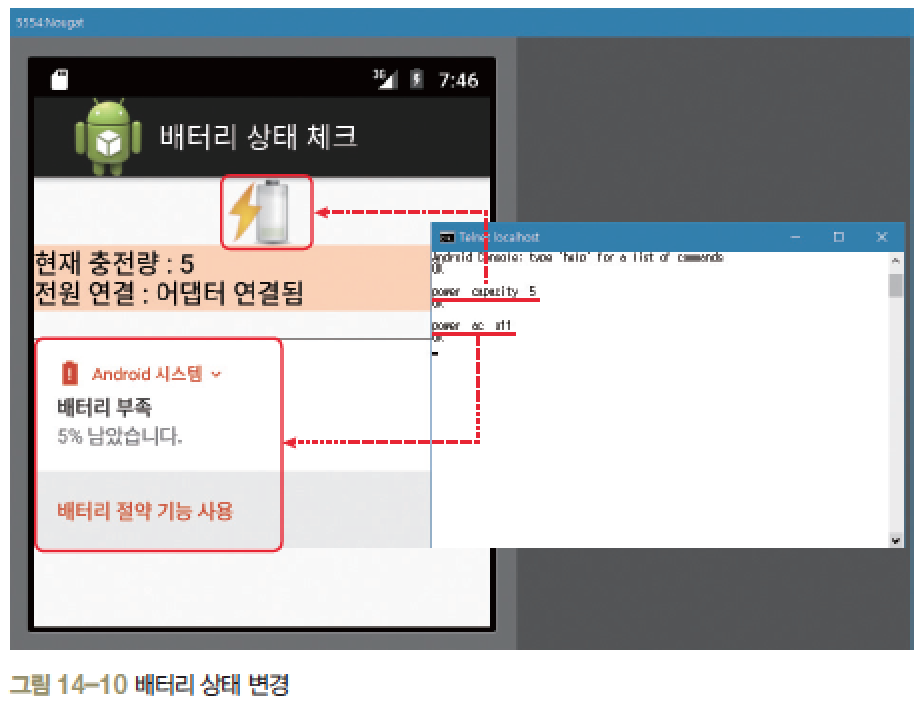 5554:Nougat
3G 7:46
배터리 상태 체크
현재 충전량 : 5
전원 연결 : 어댑터 연결됨
Android 시스템
배터리 부족
5% 남았습니다.
배터리 절약 기능 사용
Telnet localhost
Android Console: type 'help' for a list of commands
OK
power capacity 5
OK
power ac off
OK
그림 14-10 배터리 상태 변경